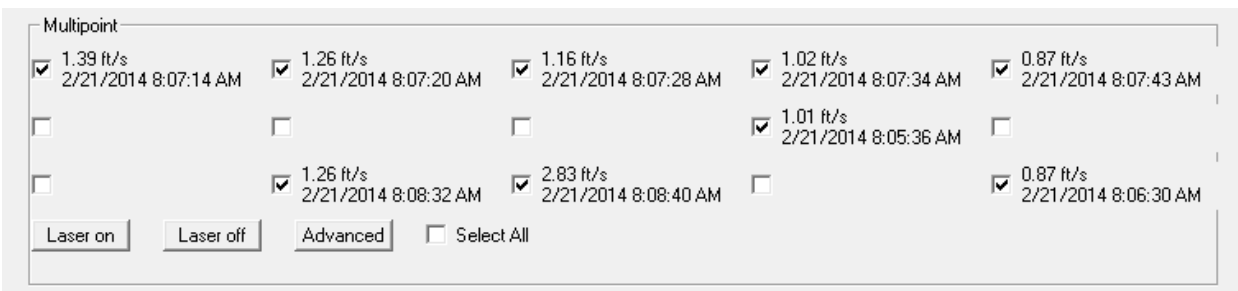 Multipoint
1.39 ft/s 1.26 ft/s 1.16 ft/s 1.02 ft/s 0.87 ft/s
2/21/2014 8:07:14 AM 2/21/2014 8:07:20 AM 2/21/2014 8:07:28 AM 2/21/2014 8:07:34 AM 2/21/2014 8:07:43 AM
1.01 ft/s
2/21/2014 8:05:36 AM
1.26 ft/s 2.83 ft/s 0.87 ft/s
2/21/2014 8:08:32 AM 2/21/2014 8:08:40 AM 2/21/2014 8:06:30 AM
Laser on Laser off Advanced Select All